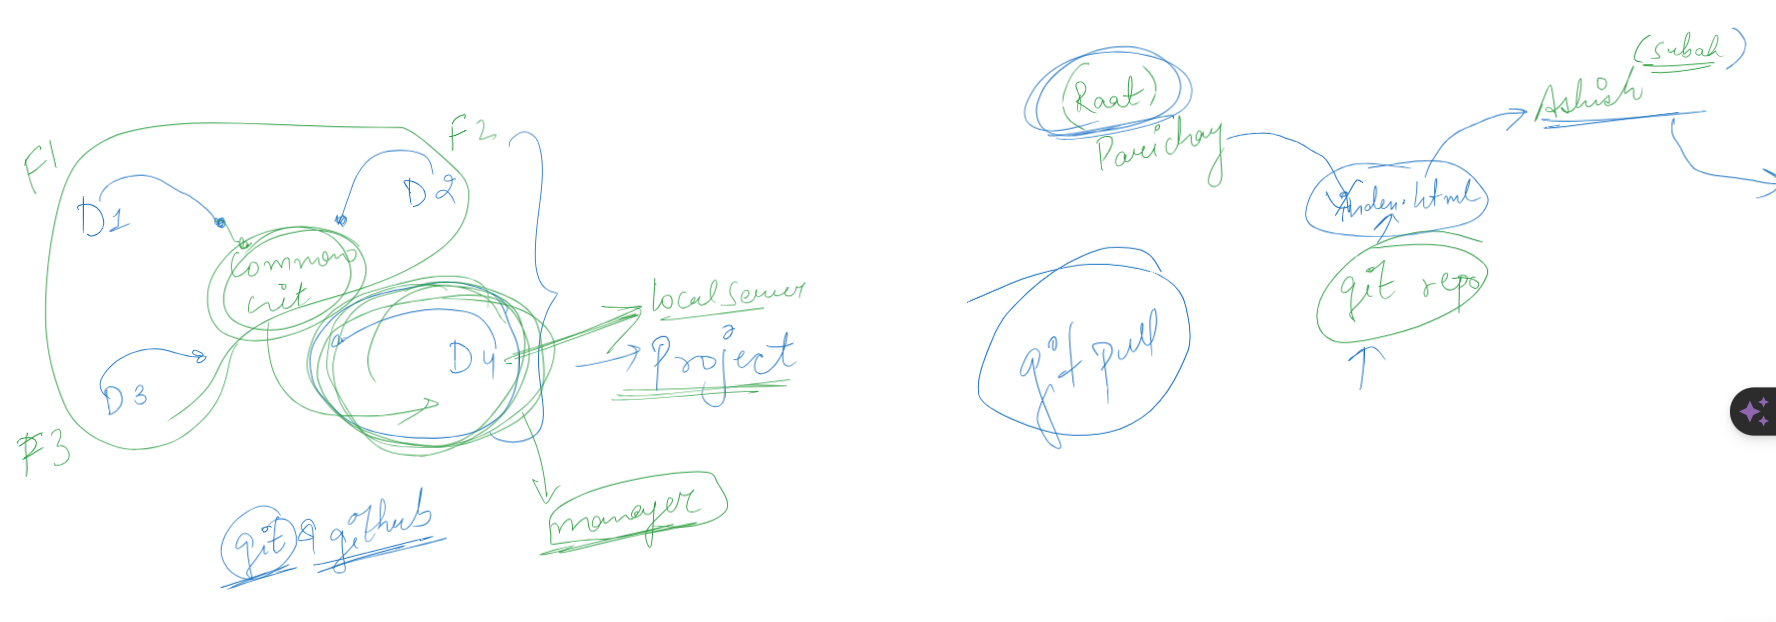 F1
F2
D1
D2
Common
D3
F3
D4
local server
Project
manager
git & github
(Raat)
Parichay
(subah)
Ashish
index.html
git repo
git pull